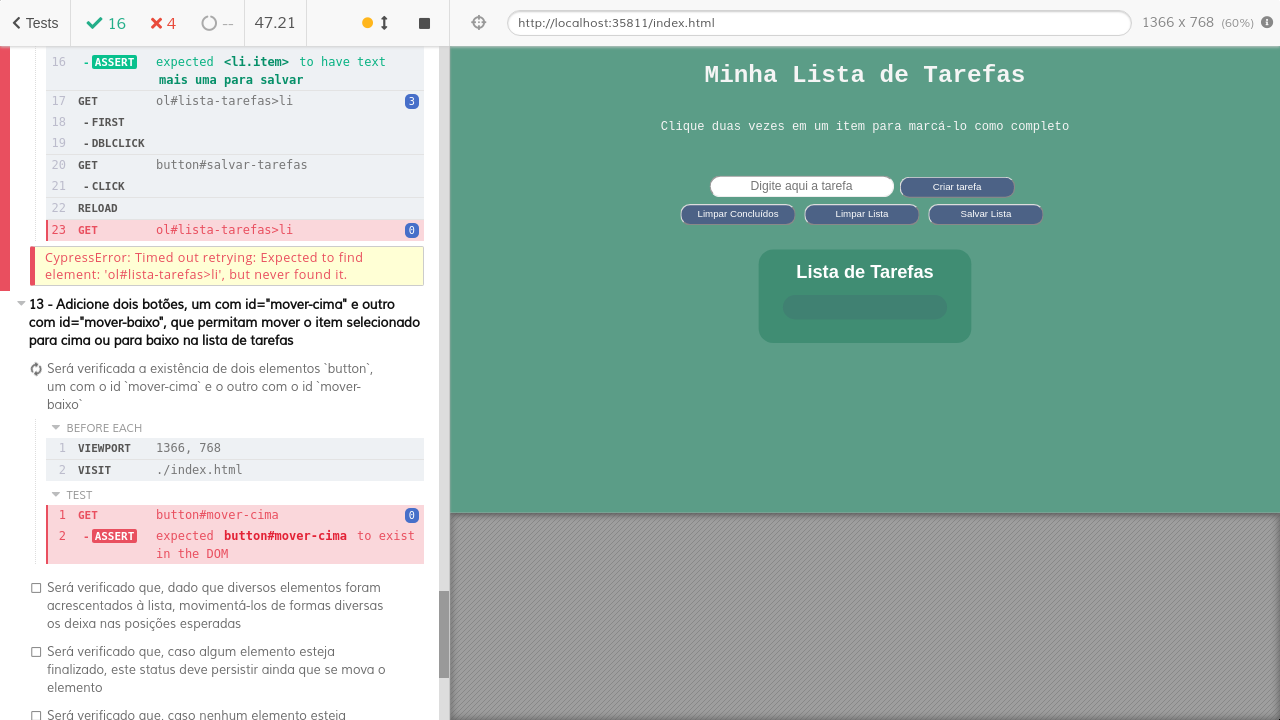 Tests
16
4
--
47.21
http://localhost:35811/index.html
1366 x 768 (60%)
16 - ASSERT expected <li.item> to have text
mais uma para salvar
17 GET ol#lista-tarefas>li 3
18 - FIRST
19 - DBLCLICK
20 GET button#salvar-tarefas
21 - CLICK
22 RELOAD
23 GET ol#lista-tarefas>li 0
CypressError: Timed out retrying: Expected to find
element: 'ol#lista-tarefas>li', but never found it.
13 - Adicione dois botões, um com id="mover-cima" e outro
com id="mover-baixo", que permitam mover o item selecionado
para cima ou para baixo na lista de tarefas
Será verificada a existência de dois elementos `button`,
um com o id `mover-cima` e o outro com o id `mover-
baixo`
BEFORE EACH
1 VIEWPORT 1366, 768
2 VISIT ./index.html
TEST
1 GET button#mover-cima 0
2 - ASSERT expected button#mover-cima to exist
in the DOM
Será verificado que, dado que diversos elementos foram
acrescentados à lista, movimentá-los de formas diversas
os deixa nas posições esperadas
Será verificado que, caso algum elemento esteja
finalizado, este status deve persistir ainda que se mova o
elemento
Será verificado que, caso nenhum elemento esteja
Minha Lista de Tarefas
Clique duas vezes em um item para marcá-lo como completo
Digite aqui a tarefa
Criar tarefa
Limpar Concluídos
Limpar Lista
Salvar Lista
Lista de Tarefas